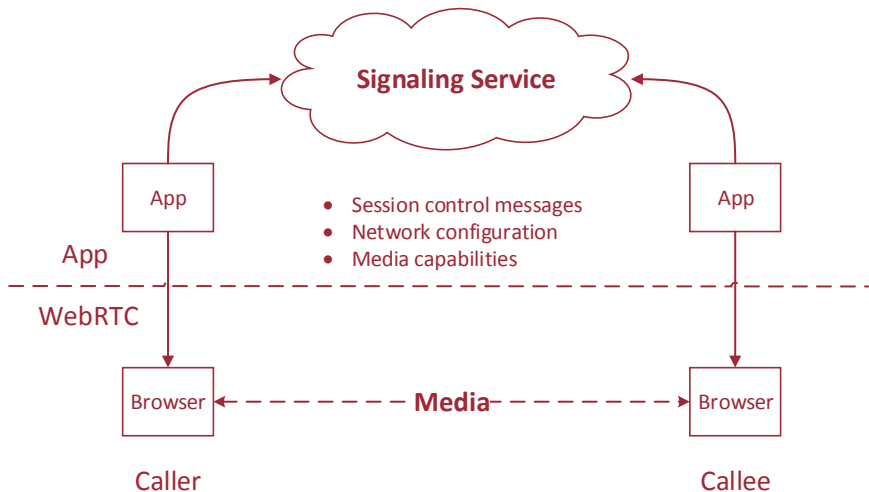 Signaling Service
App
App
• Session control messages
• Network configuration
• Media capabilities
App
WebRTC
Browser
Media
Browser
Caller
Callee